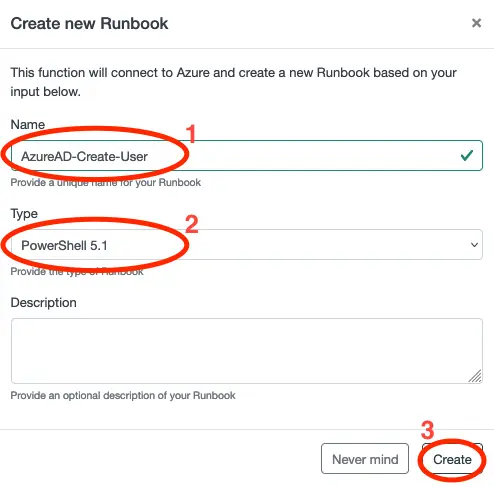 Create new Runbook ×
This function will connect to Azure and create a new Runbook based on your
input below.
Name
1
AzureAD-Create-User
Provide a unique name for your Runbook
Type
2
PowerShell 5.1
Provide the type of Runbook
Description
Provide an optional description of your Runbook
3
Never mind Create